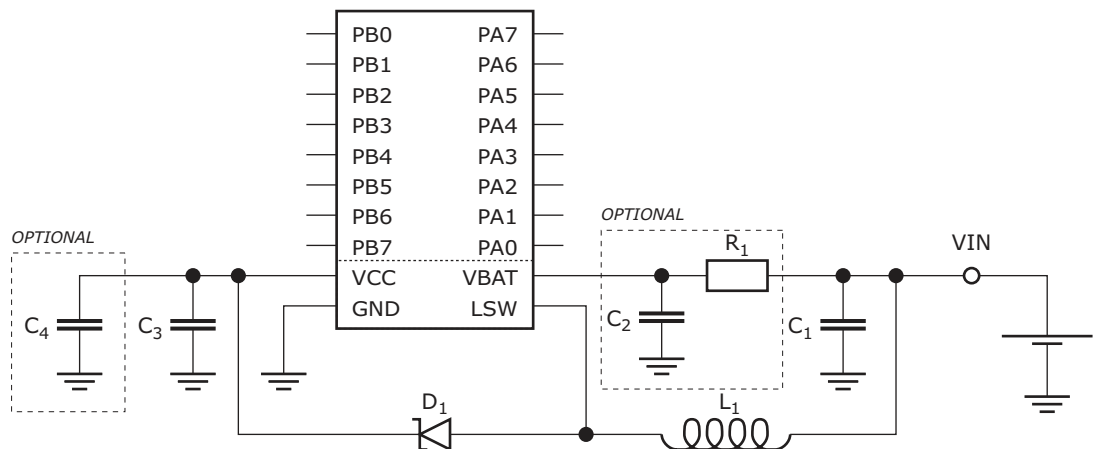 PB0 PA7
PB1 PA6
PB2 PA5
PB3 PA4
PB4 PA3
PB5 PA2
PB6 PA1
OPTIONAL
PB7 PA0
OPTIONAL
R1
VIN
VCC VBAT
GND LSW
C4
C3
C2
C1
D1
L1